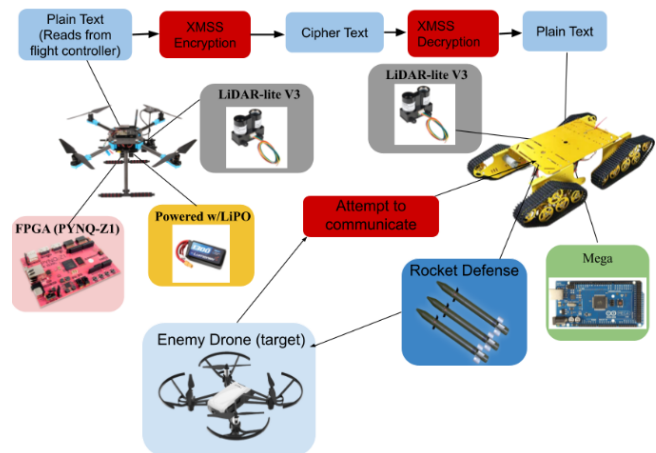 Plain Text
(Reads from
flight controller)
XMSS
Encryption
Cipher Text
XMSS
Decryption
Plain Text
LiDAR-lite V3
LiDAR-lite V3
FPGA (PYNQ-Z1)
Powered w/LiPO
Attempt to
communicate
Rocket Defense
Mega
Enemy Drone (target)